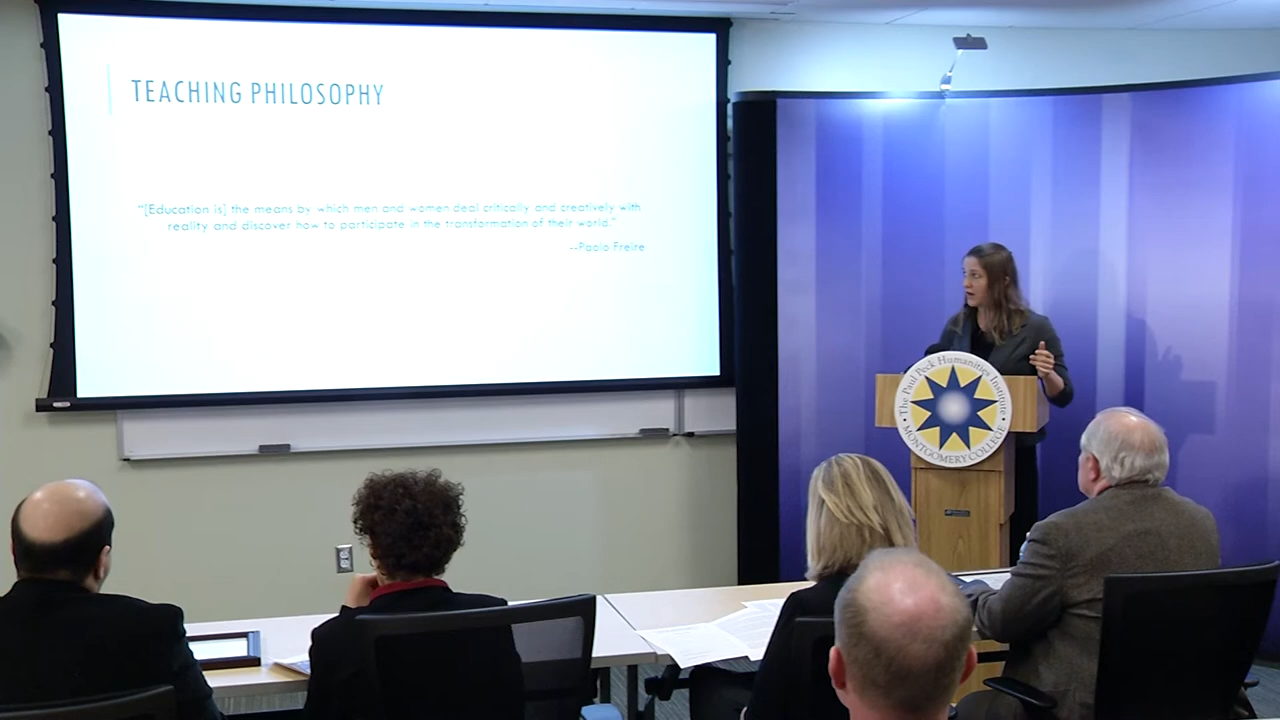 TEACHING PHILOSOPHY
"[Education is] the means by which men and women deal critically and creatively with
reality and discover how to participate in the transformation of their world."
--Paolo Freire
The Paul Peck Humanities Institute
• MONTGOMERY COLLEGE •